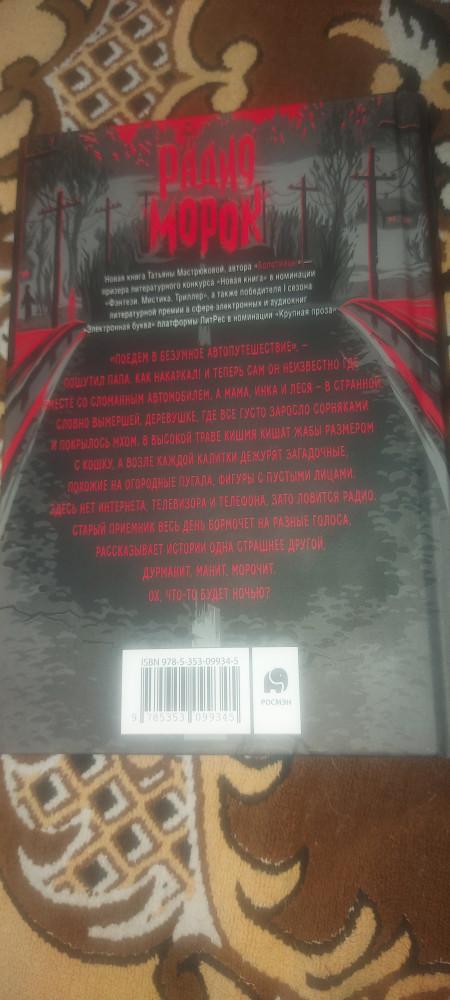 РАДИО
МОРОК
Новая книга Татьяны Мастрюковой, автора «Болотницы» –
призера литературного конкурса «Новая книга» в номинации
«Фэнтези. Мистика. Триллер», а также победителя I сезона
литературной премии в сфере электронных и аудиокниг
«Электронная буква» платформы ЛитРес в номинации «Крупная проза»
«ПОЕДЕМ В БЕЗУМНОЕ АВТОПУТЕШЕСТВИЕ», –
ПОШУТИЛ ПАПА. КАК НАКАРКАЛ! И ТЕПЕРЬ САМ ОН НЕИЗВЕСТНО ГДЕ
ВМЕСТЕ СО СЛОМАННЫМ АВТОМОБИЛЕМ, А МАМА, ИНКА И ЛЕСЯ – В СТРАННОЙ,
СЛОВНО ВЫМЕРШЕЙ, ДЕРЕВУШКЕ, ГДЕ ВСЕ ГУСТО ЗАРОСЛО СОРНЯКАМИ
И ПОКРЫЛОСЬ МХОМ. В ВЫСОКОЙ ТРАВЕ КИШМЯ КИШАТ ЖАБЫ РАЗМЕРОМ
С КОШКУ, А ВОЗЛЕ КАЖДОЙ КАЛИТКИ ДЕЖУРЯТ ЗАГАДОЧНЫЕ,
ПОХОЖИЕ НА ОГОРОДНЫЕ ПУГАЛА, ФИГУРЫ С ПУСТЫМИ ЛИЦАМИ.
ЗДЕСЬ НЕТ ИНТЕРНЕТА, ТЕЛЕВИЗОРА И ТЕЛЕФОНА, ЗАТО ЛОВИТСЯ РАДИО.
СТАРЫЙ ПРИЕМНИК ВЕСЬ ДЕНЬ БОРМОЧЕТ НА РАЗНЫЕ ГОЛОСА,
РАССКАЗЫВАЕТ ИСТОРИИ ОДНА СТРАШНЕЕ ДРУГОЙ,
ДУРМАНИТ, МАНИТ, МОРОЧИТ.
ОХ, ЧТО-ТО БУДЕТ НОЧЬЮ?
ISBN 978-5-353-09934-5
9 785353 099345
РОСМЭН